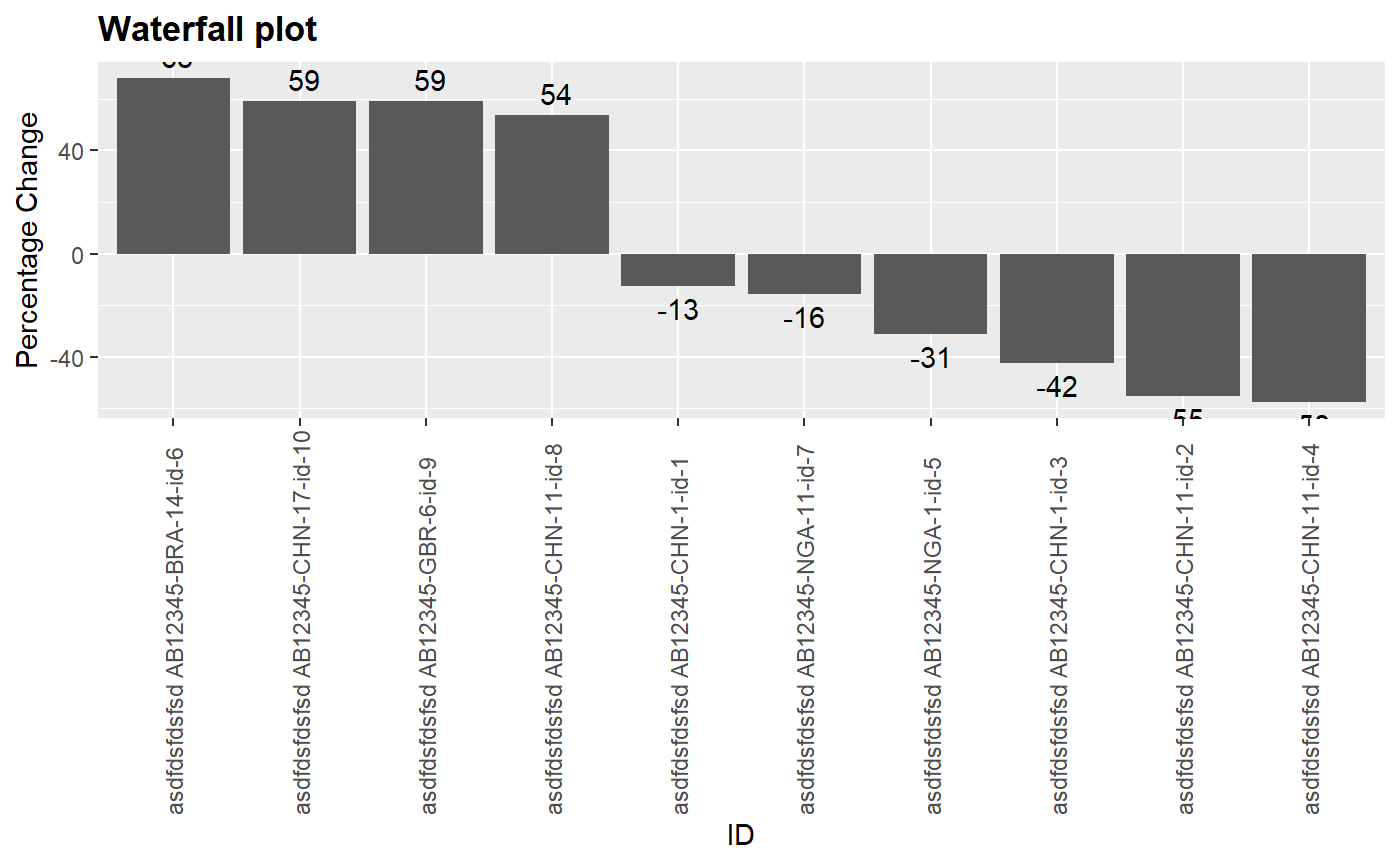 Waterfall plot
59
59
54
-13
-16
-31
-42
Percentage Change
40
0
-40
asdfdsfdsfsd AB12345-BRA-14-id-6
asdfdsfdsfsd AB12345-CHN-17-id-10
asdfdsfdsfsd AB12345-GBR-6-id-9
asdfdsfdsfsd AB12345-CHN-11-id-8
asdfdsfdsfsd AB12345-CHN-1-id-1
asdfdsfdsfsd AB12345-NGA-11-id-7
asdfdsfdsfsd AB12345-NGA-1-id-5
asdfdsfdsfsd AB12345-CHN-1-id-3
asdfdsfdsfsd AB12345-CHN-11-id-2
asdfdsfdsfsd AB12345-CHN-11-id-4
ID